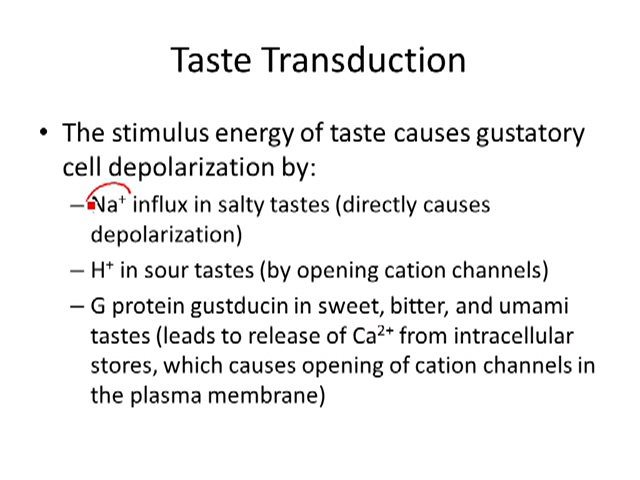 Taste Transduction
• The stimulus energy of taste causes gustatory
cell depolarization by:
– Na⁺ influx in salty tastes (directly causes
depolarization)
– H⁺ in sour tastes (by opening cation channels)
– G protein gustducin in sweet, bitter, and umami
tastes (leads to release of Ca²⁺ from intracellular
stores, which causes opening of cation channels in
the plasma membrane)